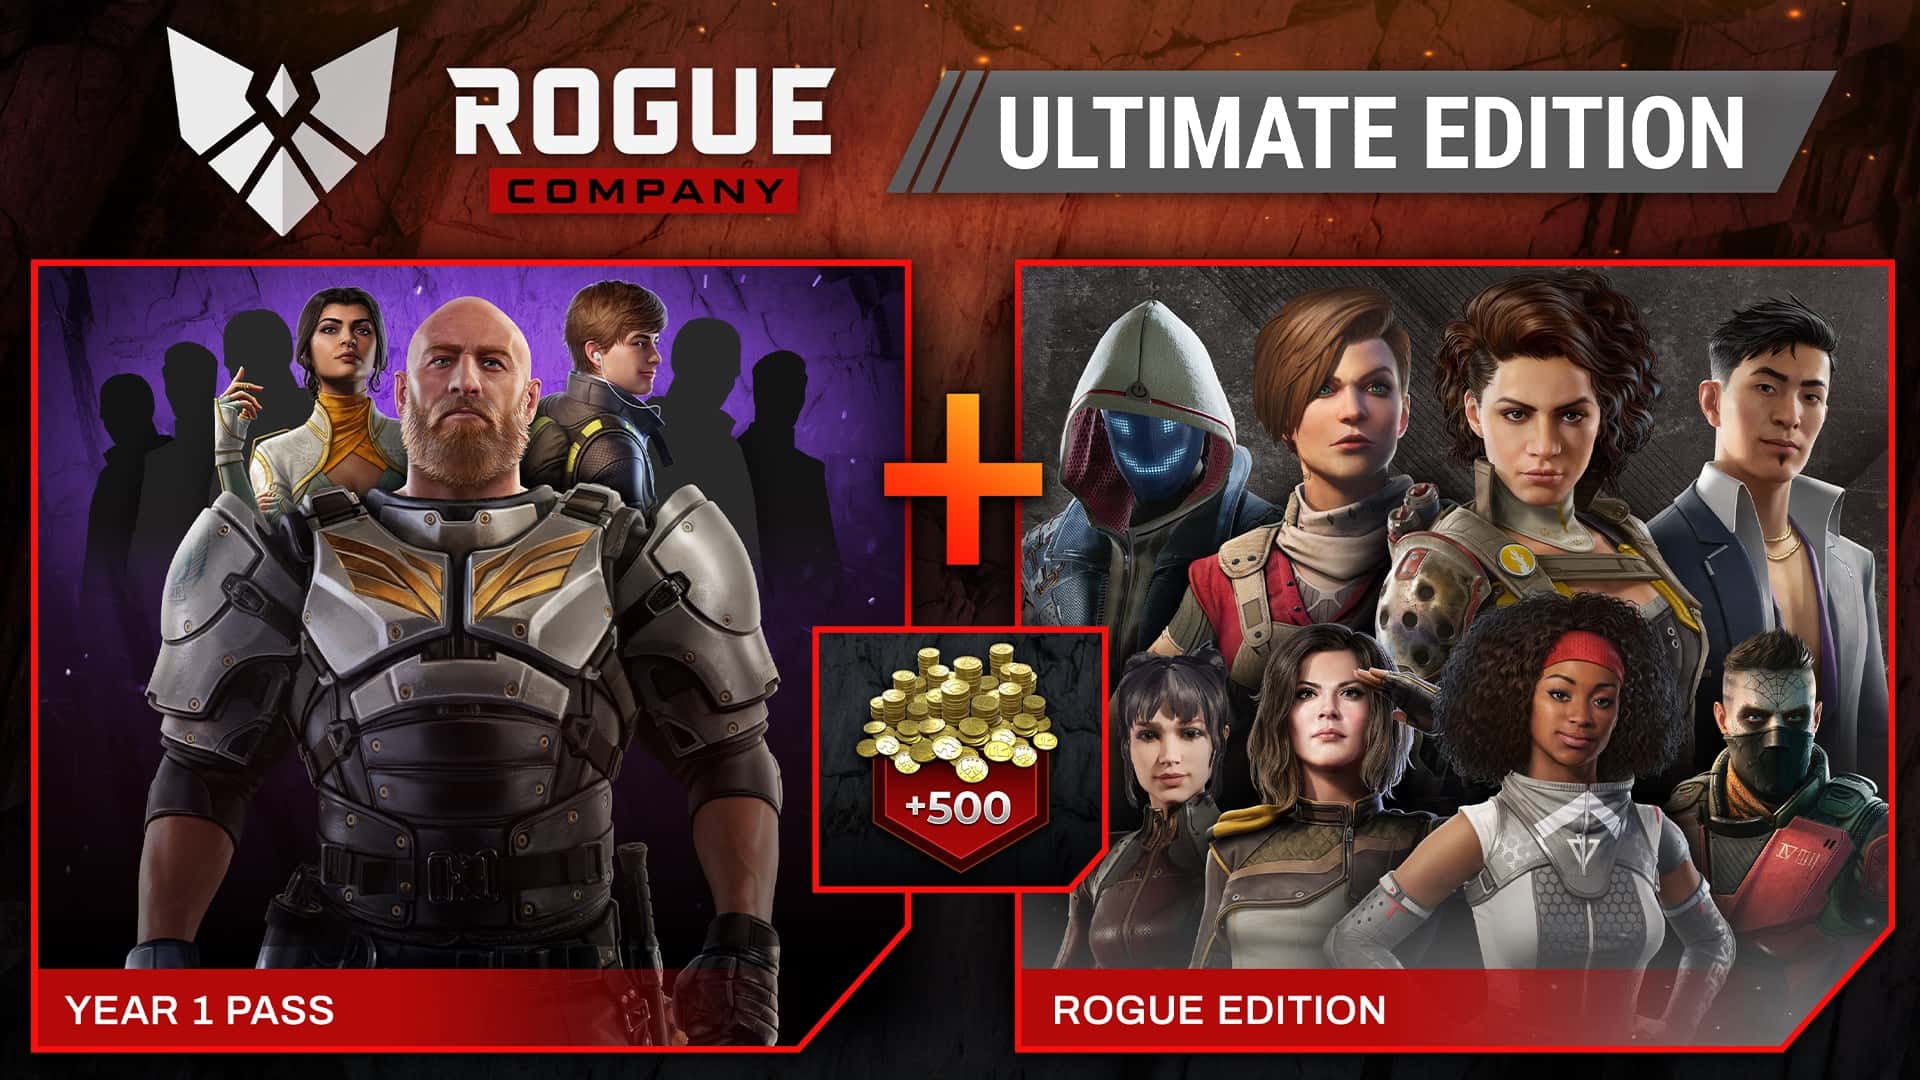 ROGUE
COMPANY
ULTIMATE EDITION
+500
YEAR 1 PASS
ROGUE EDITION